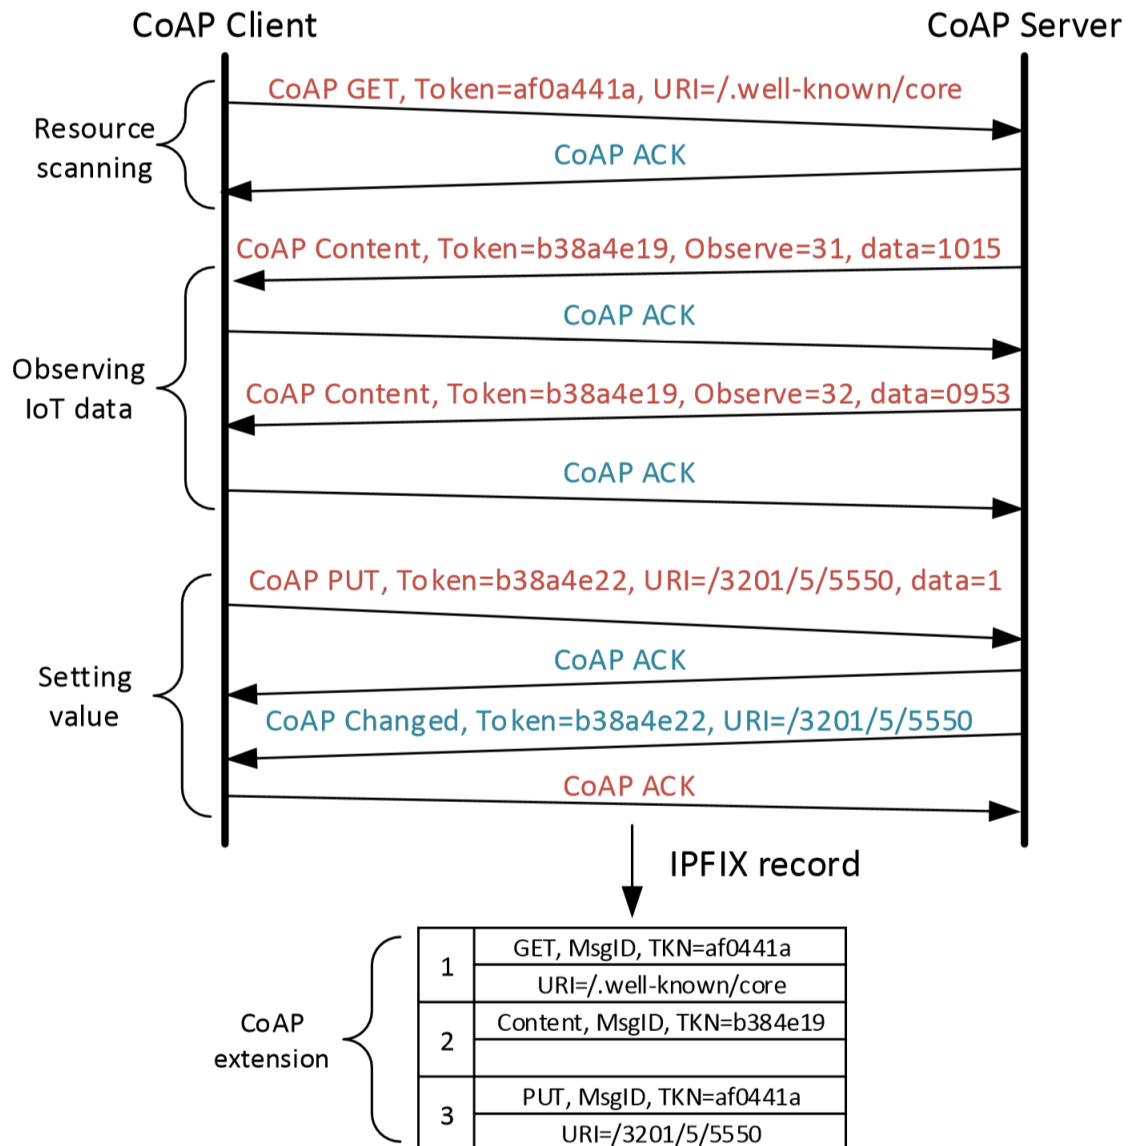 CoAP Client
CoAP Server
CoAP GET, Token=af0a441a, URI=/.well-known/core
Resource
scanning
CoAP ACK
CoAP Content, Token=b38a4e19, Observe=31, data=1015
CoAP ACK
Observing
IoT data
CoAP Content, Token=b38a4e19, Observe=32, data=0953
CoAP ACK
CoAP PUT, Token=b38a4e22, URI=/3201/5/5550, data=1
CoAP ACK
Setting
value
CoAP Changed, Token=b38a4e22, URI=/3201/5/5550
CoAP ACK
IPFIX record
CoAP
extension
1
GET, MsgID, TKN=af0441a
URI=/.well-known/core
2
Content, MsgID, TKN=b384e19
3
PUT, MsgID, TKN=af0441a
URI=/3201/5/5550